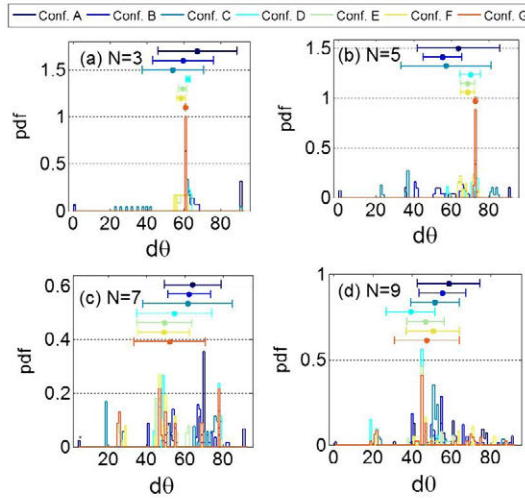 Conf. A Conf. B Conf. C Conf. D Conf. E Conf. F Conf. G
(a) N=3
1.5
1
0.5
0
pdf
0 20 40 60 80
dθ
(b) N=5
1.5
1
0.5
0
pdf
0 20 40 60 80
dθ
(c) N=7
0.6
0.4
0.2
0
pdf
20 40 60 80
dθ
(d) N=9
1
0.5
0
pdf
0 20 40 60 80
dθ